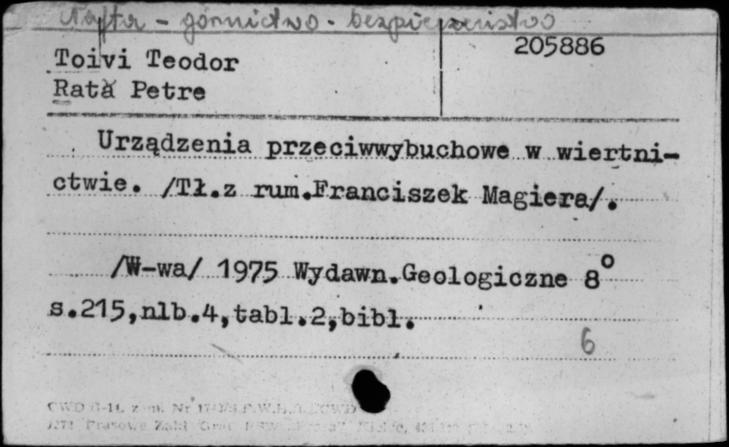 Nafta - górnictwo - bezpieczeństwo
205886
Toivi Teodor
Rată Petre
Urządzenia przeciwwybuchowe w wiertni-
ctwie. /Tł.z rum.Franciszek Magiera/.
/W-wa/ 1975 Wydawn.Geologiczne 8°
s.215,nlb.4,tabl.2,bibl.
6